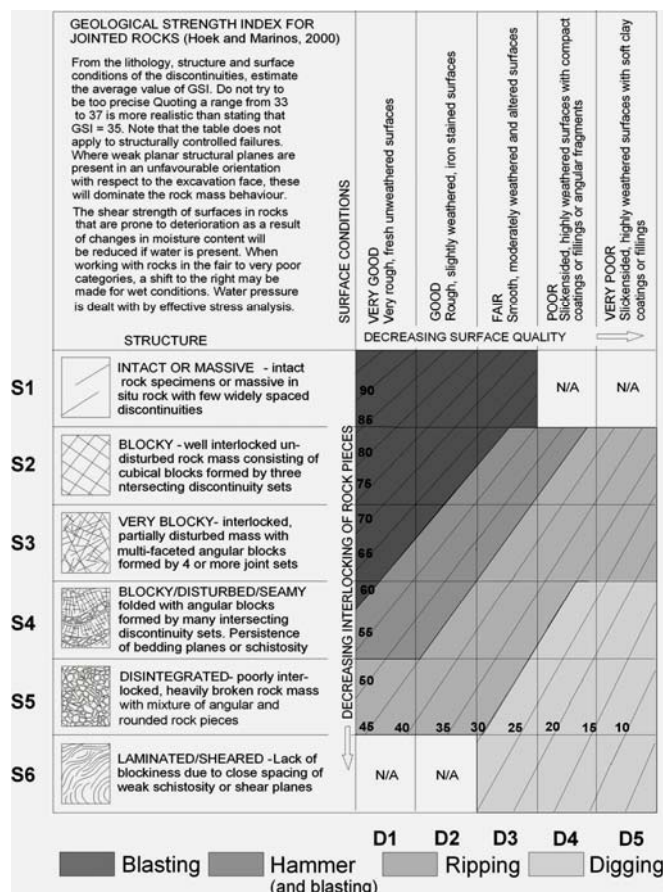 GEOLOGICAL STRENGTH INDEX FOR
JOINTED ROCKS (Hoek and Marinos, 2000)
From the lithology, structure and surface
conditions of the discontinuities, estimate
the average value of GSI. Do not try to
be too precise Quoting a range from 33
to 37 is more realistic than stating that
GSI = 35. Note that the table does not
apply to structurally controlled failures.
Where weak planar structural planes are
present in an unfavourable orientation
with respect to the excavation face, these
will dominate the rock mass behaviour.
The shear strength of surfaces in rocks
that are prone to deterioration as a result
of changes in moisture content will
be reduced if water is present. When
working with rocks in the fair to very poor
categories, a shift to the right may be
made for wet conditions. Water pressure
is dealt with by effective stress analysis.
STRUCTURE
SURFACE CONDITIONS
VERY GOOD
Very rough, fresh unweathered surfaces
GOOD
Rough, slightly weathered, iron stained surfaces
FAIR
Smooth, moderately weathered and altered surfaces
POOR
Slickensided, highly weathered surfaces with compact
coatings or fillings or angular fragments
VERY POOR
Slickensided, highly weathered surfaces with soft clay
coatings or fillings
DECREASING SURFACE QUALITY
DECREASING INTERLOCKING OF ROCK PIECES
S1
INTACT OR MASSIVE - intact
rock specimens or massive in
situ rock with few widely spaced
discontinuities
90
85
N/A
N/A
S2
BLOCKY - well interlocked un-
disturbed rock mass consisting of
cubical blocks formed by three
ntersecting discontinuity sets
80
75
S3
VERY BLOCKY- interlocked,
partially disturbed mass with
multi-faceted angular blocks
formed by 4 or more joint sets
70
65
S4
BLOCKY/DISTURBED/SEAMY
folded with angular blocks
formed by many intersecting
discontinuity sets. Persistence
of bedding planes or schistosity
60
55
S5
DISINTEGRATED- poorly inter-
locked, heavily broken rock mass
with mixture of angular and
rounded rock pieces
50
45 40 35 30 25 20 15 10
S6
LAMINATED/SHEARED - Lack of
blockiness due to close spacing of
weak schistosity or shear planes
N/A
N/A
D1 D2 D3 D4 D5
Blasting Hammer Ripping Digging
(and blasting)